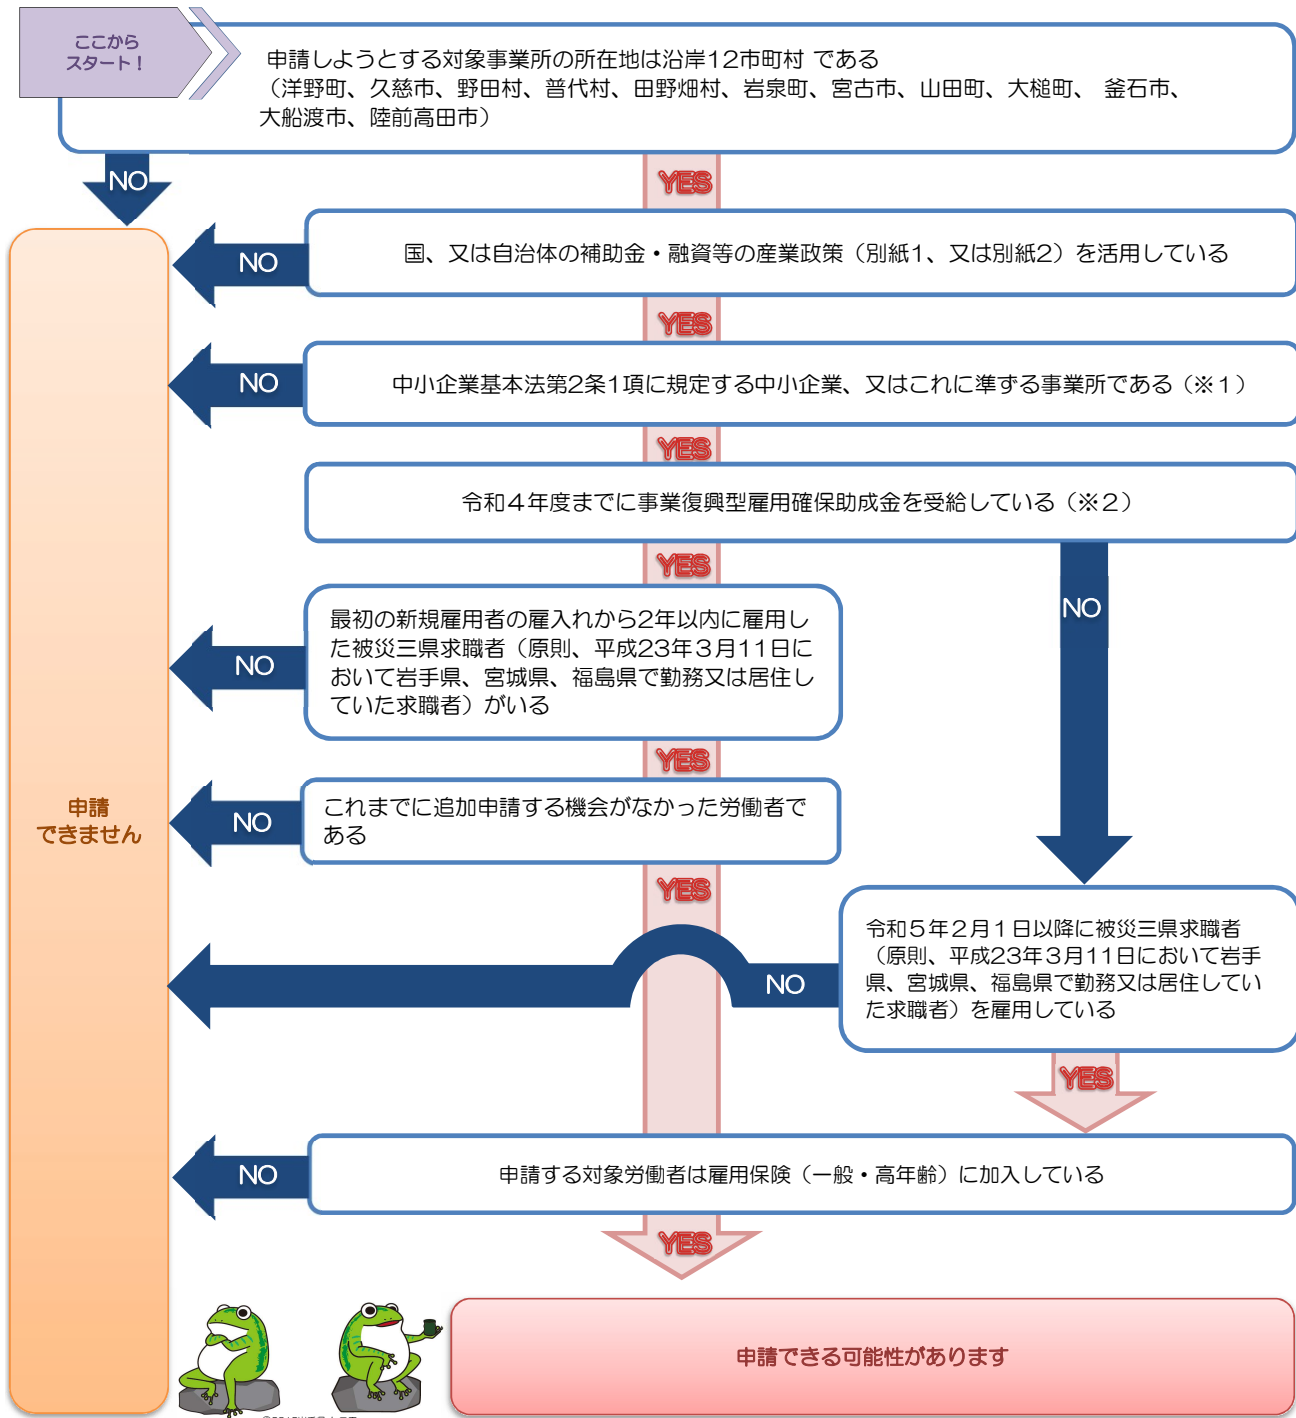 ここから
スタート！
申請しようとする対象事業所の所在地は沿岸12市町村 である
（洋野町、久慈市、野田村、普代村、田野畑村、岩泉町、宮古市、山田町、大槌町、 釜石市、
大船渡市、陸前高田市）
NO
YES
NO
国、又は自治体の補助金・融資等の産業政策（別紙1、又は別紙2）を活用している
YES
NO
中小企業基本法第2条1項に規定する中小企業、又はこれに準ずる事業所である（※１）
YES
令和４年度までに事業復興型雇用確保助成金を受給している（※２）
YES
NO
最初の新規雇用者の雇入れから2年以内に雇用し
た被災三県求職者（原則、平成23年３月11日に
おいて岩手県、宮城県、福島県で勤務又は居住し
ていた求職者）がいる
NO
YES
申請
できません
NO
これまでに追加申請する機会がなかった労働者で
ある
YES
令和５年２月１日以降に被災三県求職者
（原則、平成23年３月11日において岩手
県、宮城県、福島県で勤務又は居住してい
た求職者）を雇用している
NO
YES
NO
申請する対象労働者は雇用保険（一般・高年齢）に加入している
YES
申請できる可能性があります